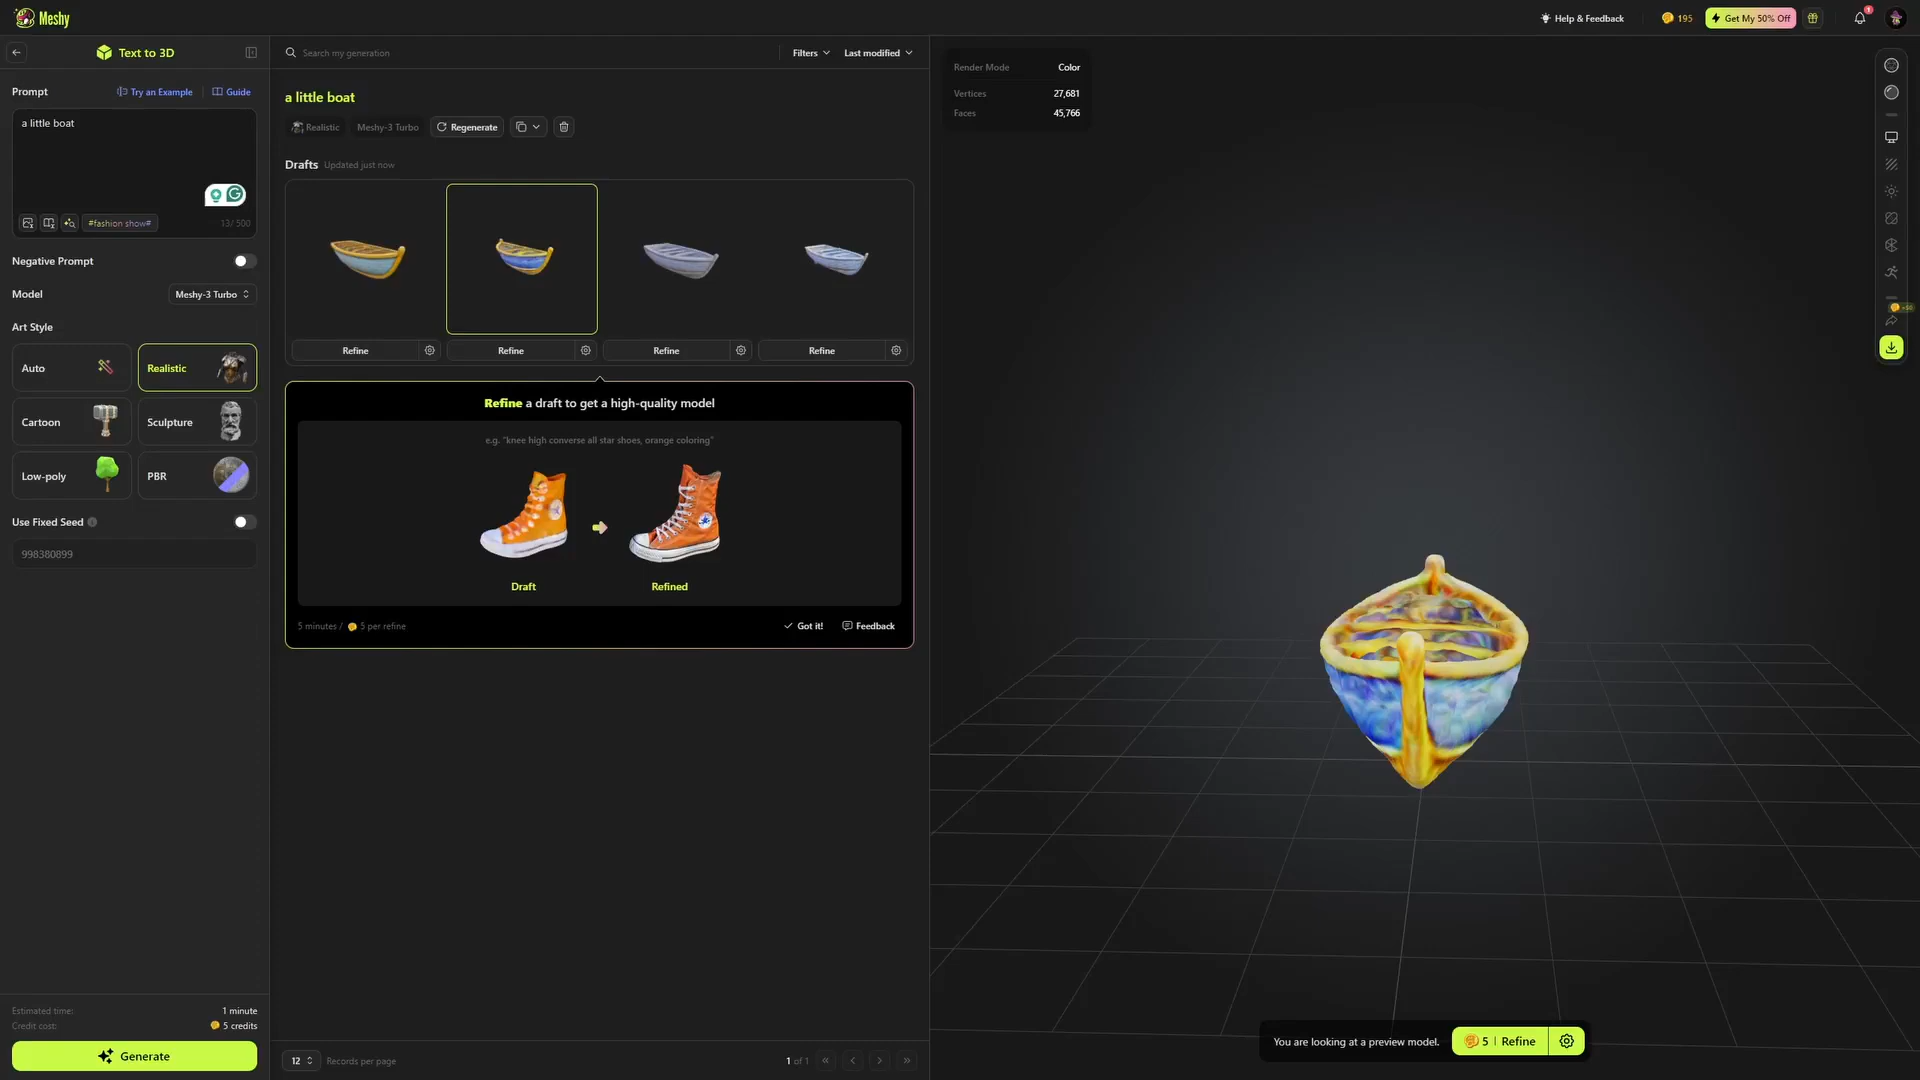 Meshy
Help & Feedback
195
Get My 50% Off
1
Text to 3D
Search my generation
Filters
Last modified
Prompt
Try an Example
Guide
a little boat
#fashion show#
13/ 500
Negative Prompt
Model
Meshy-3 Turbo
Art Style
Auto
Realistic
Cartoon
Sculpture
Low-poly
PBR
Use Fixed Seed
998380899
Estimated time:
1 minute
Credit cost:
5 credits
Generate
a little boat
Realistic
Meshy-3 Turbo
Regenerate
Drafts
Updated just now
Refine
Refine
Refine
Refine
Refine a draft to get a high-quality model
e.g. "knee high converse all star shoes, orange coloring"
Draft
Refined
5 minutes /
5 per refine
Got it!
Feedback
12
Records per page
1 of 1
Render Mode
Color
Vertices
27,681
Faces
45,766
You are looking at a preview model.
5 | Refine